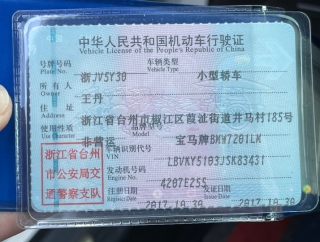 中华人民共和国机动车行驶证
Vehicle License of the People's Republic of China
号牌号码 浙JV5Y30 车辆类型 小型轿车
Plate No. Vehicle Type
所有人 王丹
Owner
住址 浙江省台州市椒江区葭沚街道井马村185号
Address
使用性质 非营运 品牌型号 宝马牌BMW7201LM
Use Character Model
浙江省台州市公安局交通警察支队
车辆识别代号 LBVKY5103JSK83431
VIN
发动机号码 4207E255
注册日期 2017.10.30 发证日期 2017.10.30
Register Date Issue Date